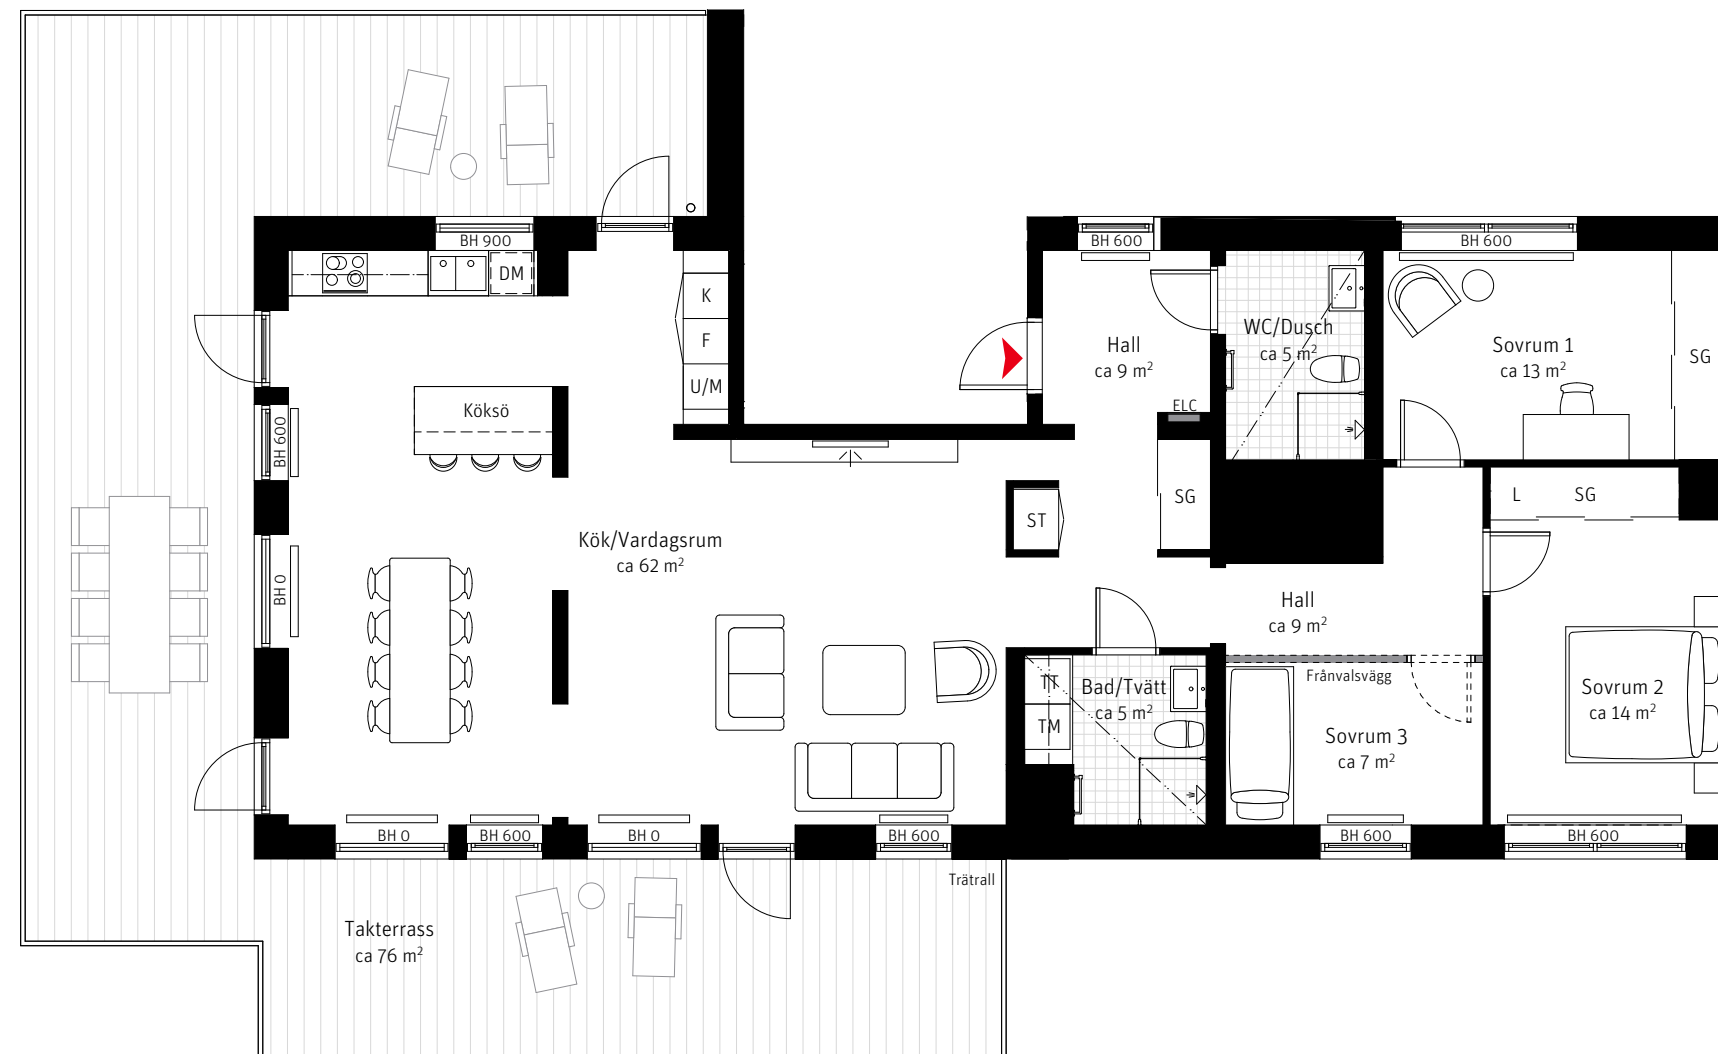 BH 900
DM
K
F
U/M
Köksö
BH 600
BH 0
Kök/Vardagsrum
ca 62 m²
BH 600
Hall
ca 9 m²
ELC
WC/Dusch
ca 5 m²
BH 600
Sovrum 1
ca 13 m²
SG
ST
SG
L
SG
Hall
ca 9 m²
Frånvalsvägg
TT
TM
Bad/Tvätt
ca 5 m²
Sovrum 3
ca 7 m²
Sovrum 2
ca 14 m²
BH 0
BH 600
BH 0
BH 600
BH 600
BH 600
Trätrall
Takterrass
ca 76 m²